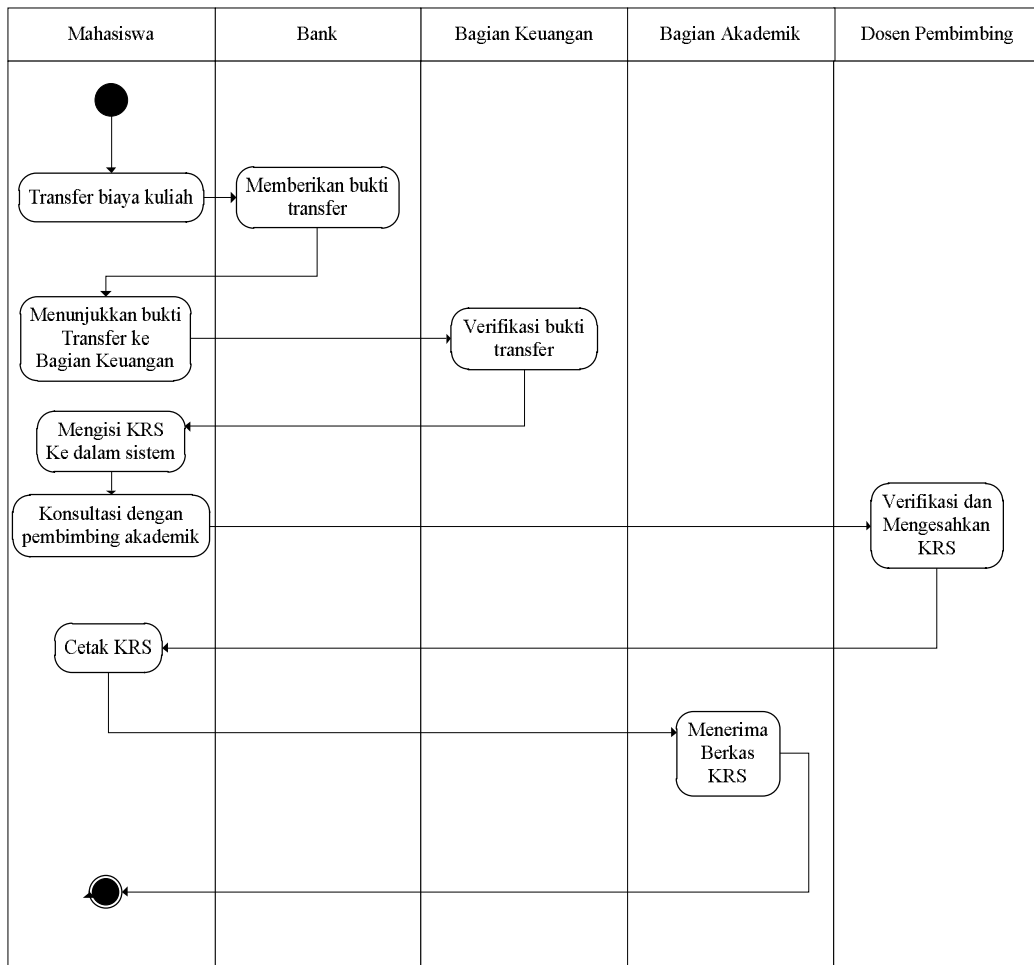 Mahasiswa
Bank
Bagian Keuangan
Bagian Akademik
Dosen Pembimbing
Transfer biaya kuliah
Memberikan bukti
transfer
Menunjukkan bukti
Transfer ke
Bagian Keuangan
Verifikasi bukti
transfer
Mengisi KRS
Ke dalam sistem
Konsultasi dengan
pembimbing akademik
Verifikasi dan
Mengesahkan
KRS
Cetak KRS
Menerima
Berkas
KRS